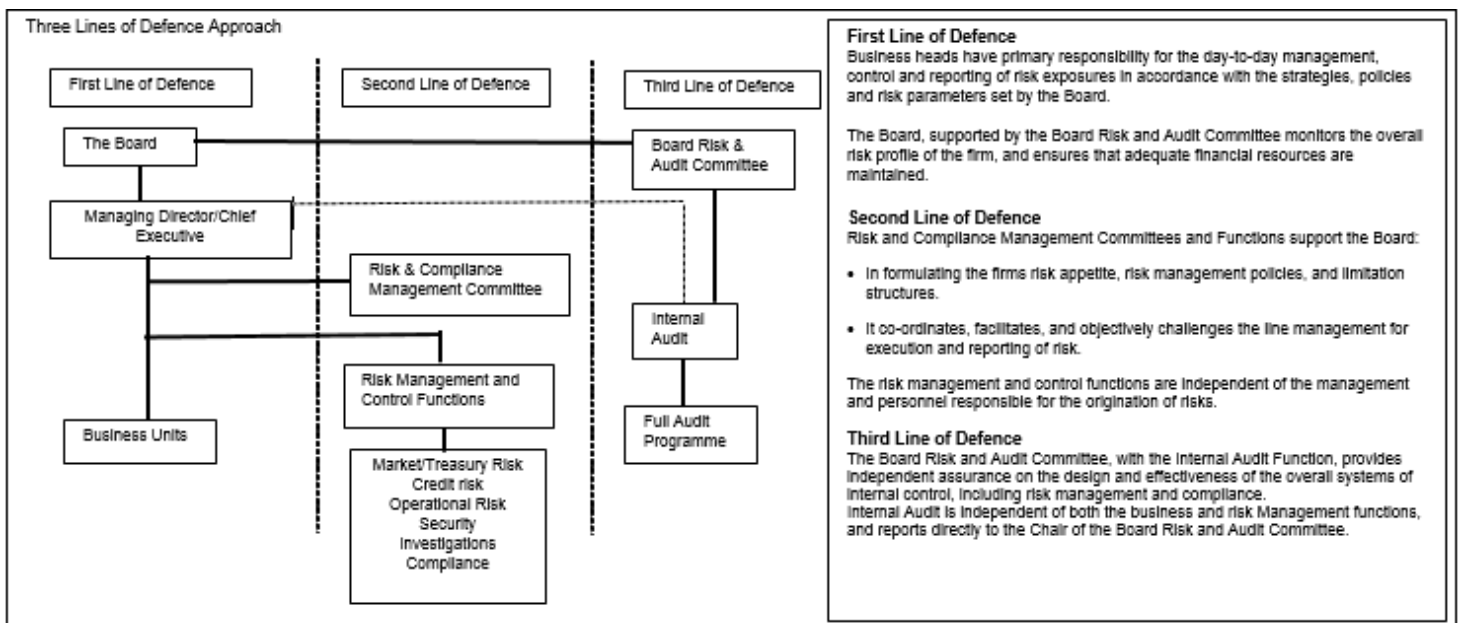 Three Lines of Defence Approach
First Line of Defence
Second Line of Defence
Third Line of Defence
The Board
Board Risk &
Audit Committee
Managing Director/Chief
Executive
Risk & Compliance
Management Committee
Internal
Audit
Risk Management and
Control Functions
Business Units
Full Audit
Programme
Market/Treasury Risk
Credit risk
Operational Risk
Security
Investigations
Compliance
First Line of Defence
Business heads have primary responsibility for the day-to-day management,
control and reporting of risk exposures in accordance with the strategies, policies
and risk parameters set by the Board.
The Board, supported by the Board Risk and Audit Committee monitors the overall
risk profile of the firm, and ensures that adequate financial resources are
maintained.
Second Line of Defence
Risk and Compliance Management Committees and Functions support the Board:
• In formulating the firms risk appetite, risk management policies, and limitation
structures.
• It co-ordinates, facilitates, and objectively challenges the line management for
execution and reporting of risk.
The risk management and control functions are independent of the management
and personnel responsible for the origination of risks.
Third Line of Defence
The Board Risk and Audit Committee, with the Internal Audit Function, provides
independent assurance on the design and effectiveness of the overall systems of
internal control, including risk management and compliance.
Internal Audit is independent of both the business and risk Management functions,
and reports directly to the Chair of the Board Risk and Audit Committee.